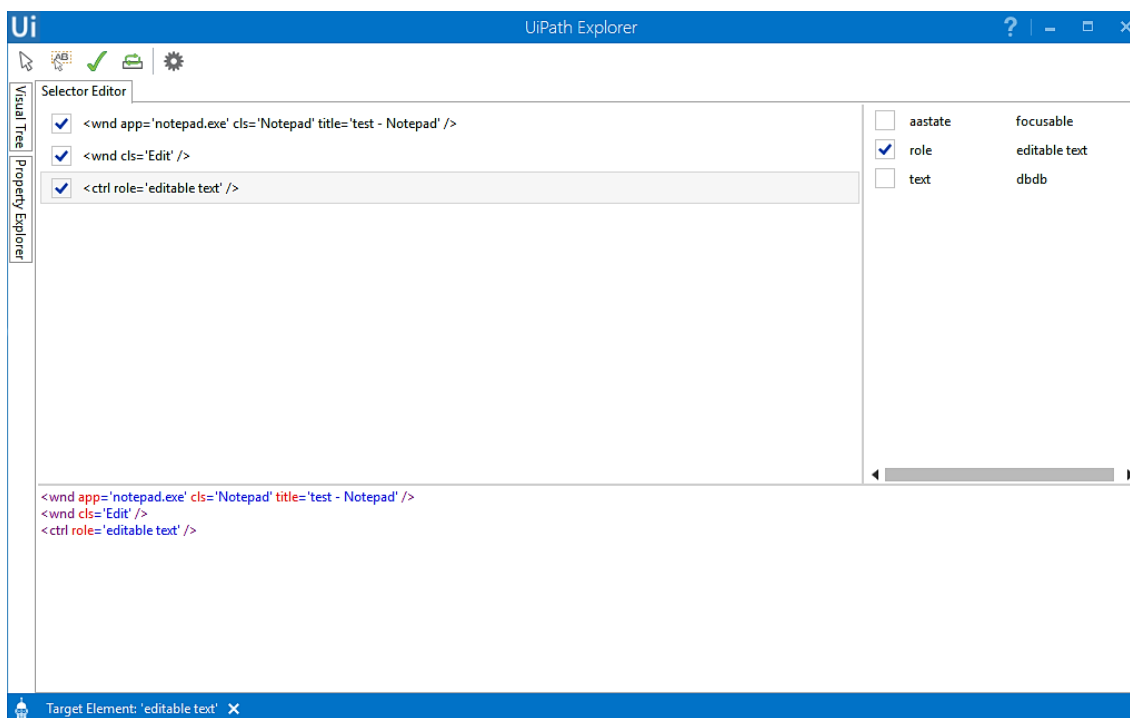 Ui UiPath Explorer ?
AB
Selector Editor
Visual Tree
Property Explorer
<wnd app='notepad.exe' cls='Notepad' title='test - Notepad' />
<wnd cls='Edit' />
<ctrl role='editable text' />
aastate focusable
role editable text
text dbdb
<wnd app='notepad.exe' cls='Notepad' title='test - Notepad' />
<wnd cls='Edit' />
<ctrl role='editable text' />
Target Element: 'editable text'